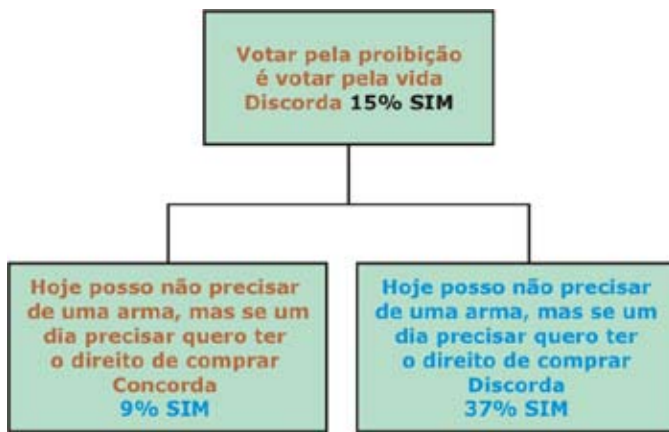 Votar pela proibição
é votar pela vida
Discorda 15% SIM
Hoje posso não precisar
de uma arma, mas se um
dia precisar quero ter
o direito de comprar
Concorda
9% SIM
Hoje posso não precisar
de uma arma, mas se um
dia precisar quero ter
o direito de comprar
Discorda
37% SIM